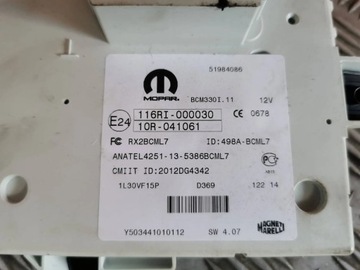 51984086
MOPAR
BCM330I.11 12V
E24 116RI-000030 CE 0678
10R-041061
FC RX2BCML7 ID:498A-BCML7
ANATEL4251-13-5386BCML7
CMIIT ID:2012DG4342
1L30VF15P D369 122 14
Y503441010112 SW 4.07
MAGNETI MARELLI